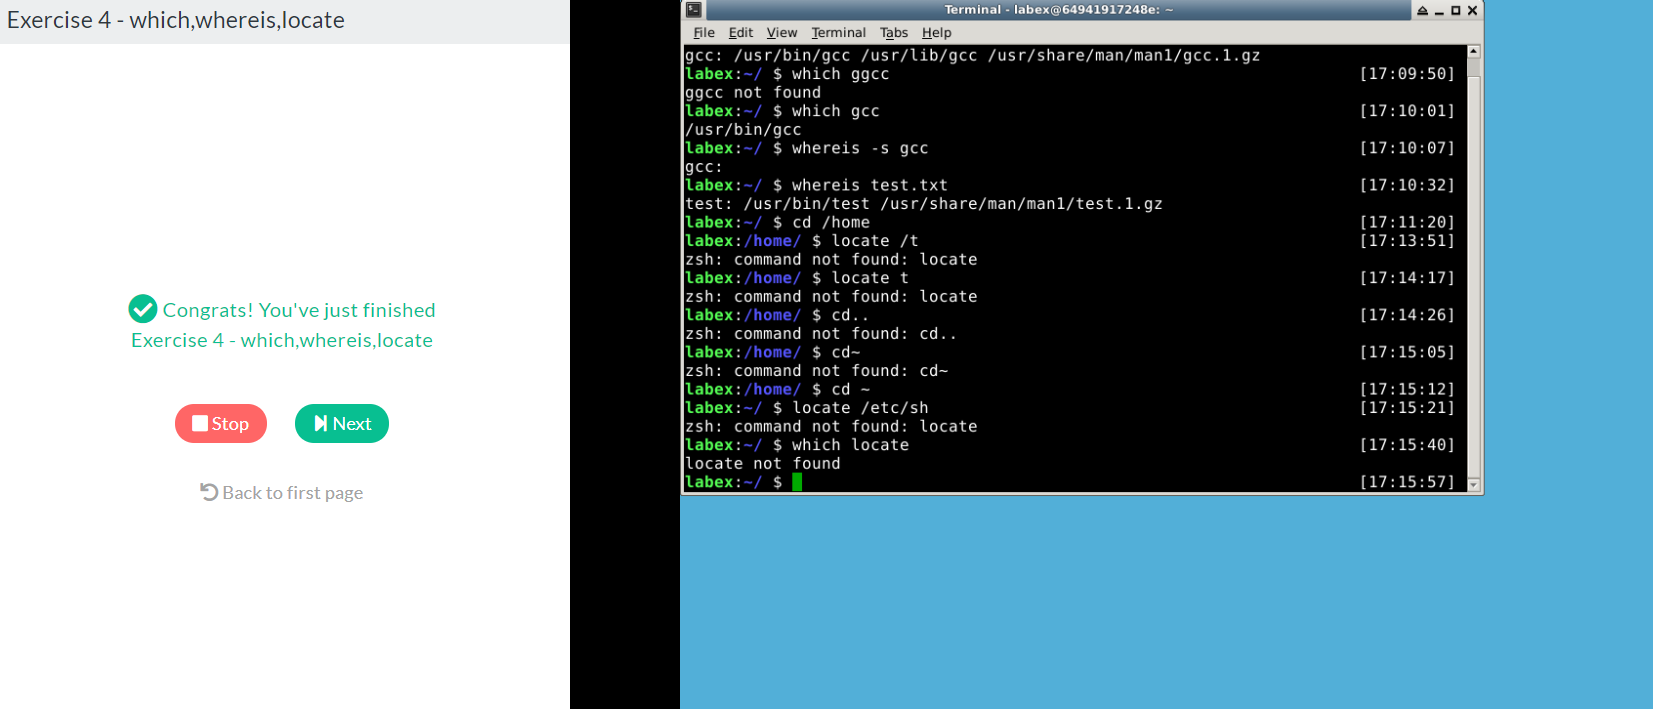 Exercise 4 - which,whereis,locate
Congrats! You've just finished
Exercise 4 - which,whereis,locate
Stop
Next
Back to first page
Terminal - labex@64941917248e: ~
File Edit View Terminal Tabs Help
gcc: /usr/bin/gcc /usr/lib/gcc /usr/share/man/man1/gcc.1.gz
labex:~/ $ which ggcc [17:09:50]
ggcc not found
labex:~/ $ which gcc [17:10:01]
/usr/bin/gcc
labex:~/ $ whereis -s gcc [17:10:07]
gcc:
labex:~/ $ whereis test.txt [17:10:32]
test: /usr/bin/test /usr/share/man/man1/test.1.gz
labex:~/ $ cd /home [17:11:20]
labex:/home/ $ locate /t [17:13:51]
zsh: command not found: locate
labex:/home/ $ locate t [17:14:17]
zsh: command not found: locate
labex:/home/ $ cd.. [17:14:26]
zsh: command not found: cd..
labex:/home/ $ cd~ [17:15:05]
zsh: command not found: cd~
labex:/home/ $ cd ~ [17:15:12]
labex:~/ $ locate /etc/sh [17:15:21]
zsh: command not found: locate
labex:~/ $ which locate [17:15:40]
locate not found
labex:~/ $ [17:15:57]